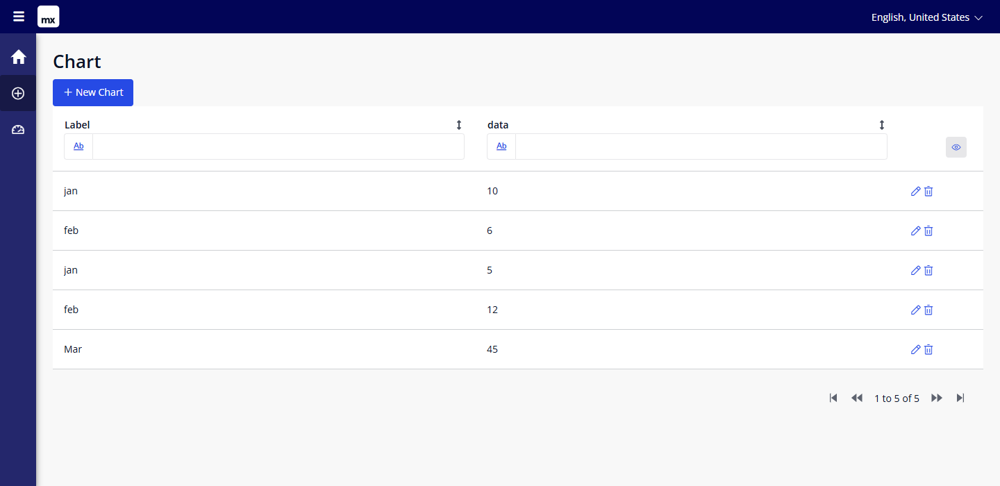 mx
English, United States
Chart
New Chart
Label
data
Ab
Ab
jan 10
feb 6
jan 5
feb 12
Mar 45
1 to 5 of 5